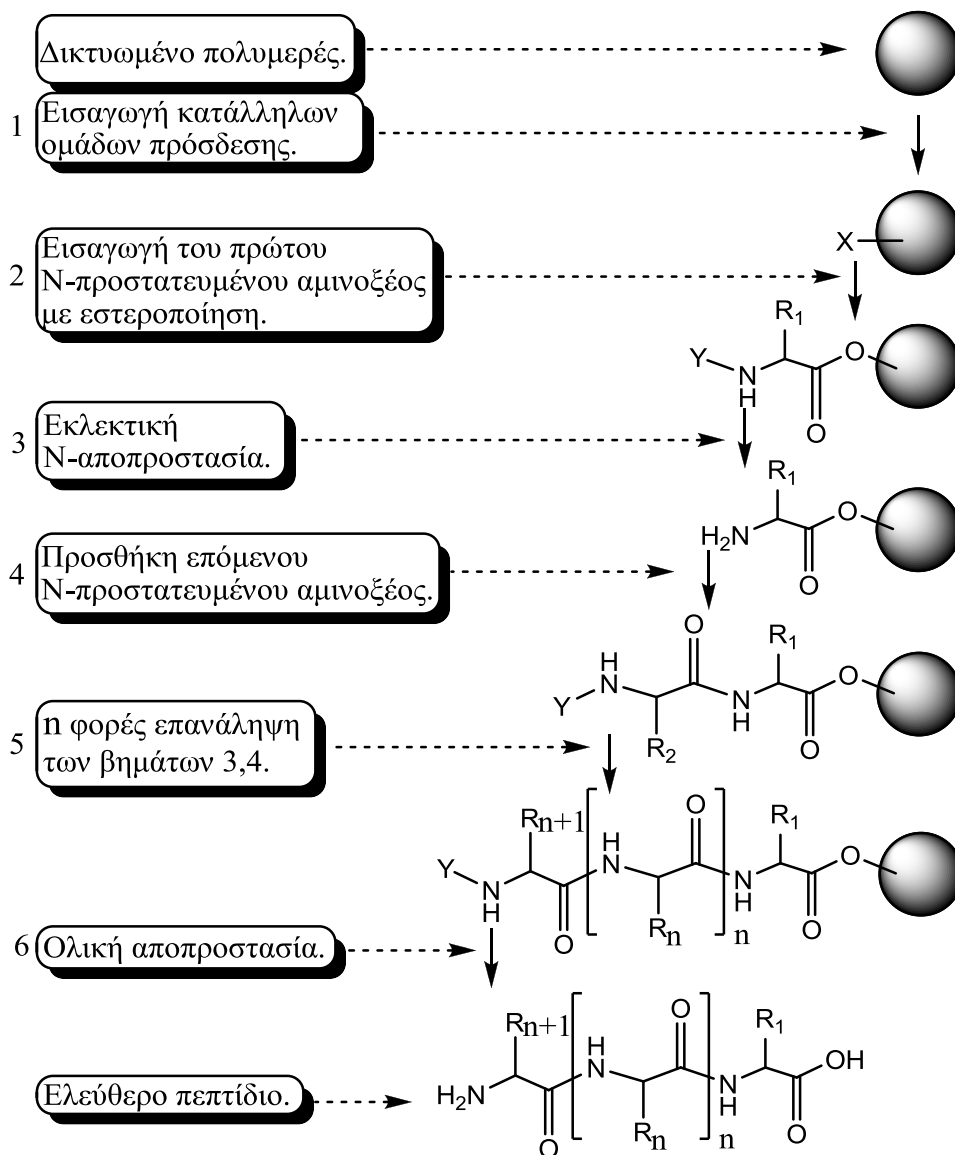 Δικτυωμένο πολυμερές.
1 Εισαγωγή κατάλληλων
ομάδων πρόσδεσης.
X
2 Εισαγωγή του πρώτου
Ν-προστατευμένου αμινοξέος
με εστεροποίηση.
R1
Y
N
H
O
O
3 Εκλεκτική
Ν-αποπροστασία.
R1
H2N
O
O
4 Προσθήκη επόμενου
Ν-προστατευμένου αμινοξέος.
O
R1
H
N
Y
R2
N
H
O
O
5 n φορές επανάληψη
των βημάτων 3,4.
Rn+1
H
N
O
R1
Y
N
H
O
Rn
n
N
H
O
O
6 Ολική αποπροστασία.
Rn+1
H
N
O
R1
OH
Ελεύθερο πεπτίδιο.
H2N
O
Rn
n
N
H
O